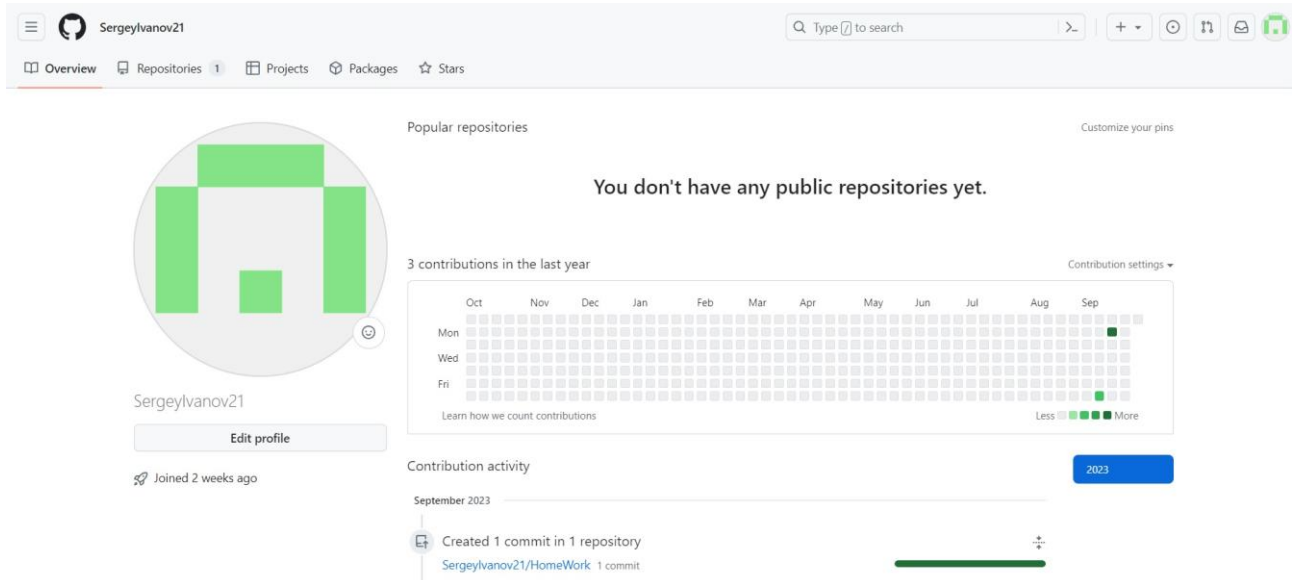 SergeyIvanov21
Type / to search
Overview Repositories 1 Projects Packages Stars
Popular repositories Customize your pins
You don't have any public repositories yet.
3 contributions in the last year Contribution settings
Oct Nov Dec Jan Feb Mar Apr May Jun Jul Aug Sep
Mon
Wed
Fri
Learn how we count contributions Less More
SergeyIvanov21
Edit profile
Joined 2 weeks ago
Contribution activity 2023
September 2023
Created 1 commit in 1 repository
SergeyIvanov21/HomeWork 1 commit